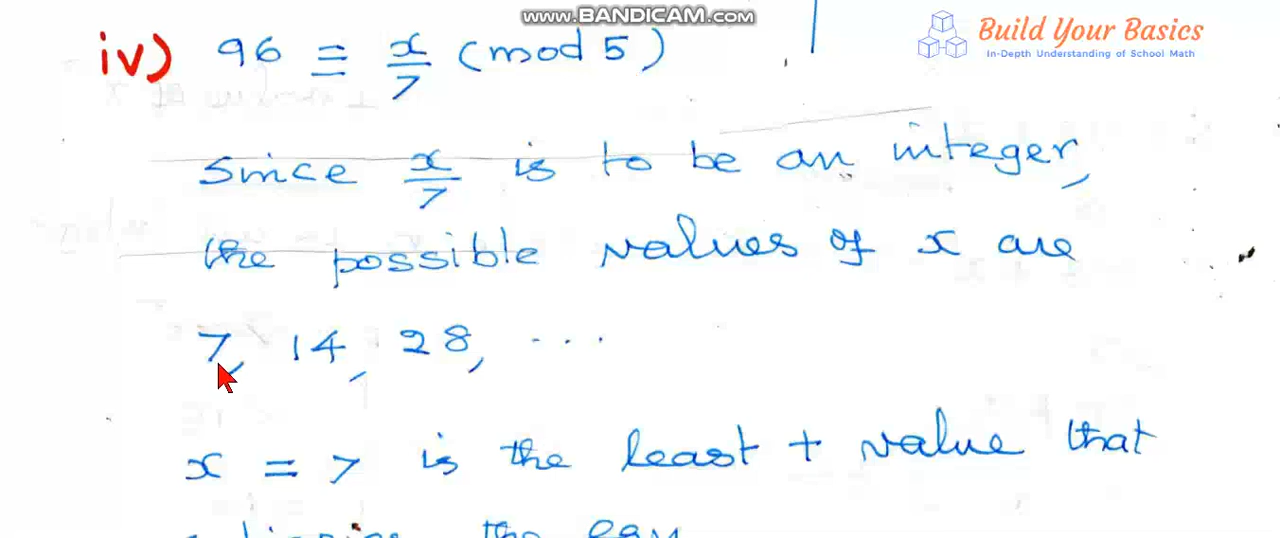 www.BANDICAM.com
Build Your Basics
In-Depth Understanding of School Math
iv) 96 ≡ x/7 (mod 5)
Since x/7 is to be an integer,
the possible values of x are
7, 14, 28, ...
x = 7 is the least + value that
the eqn